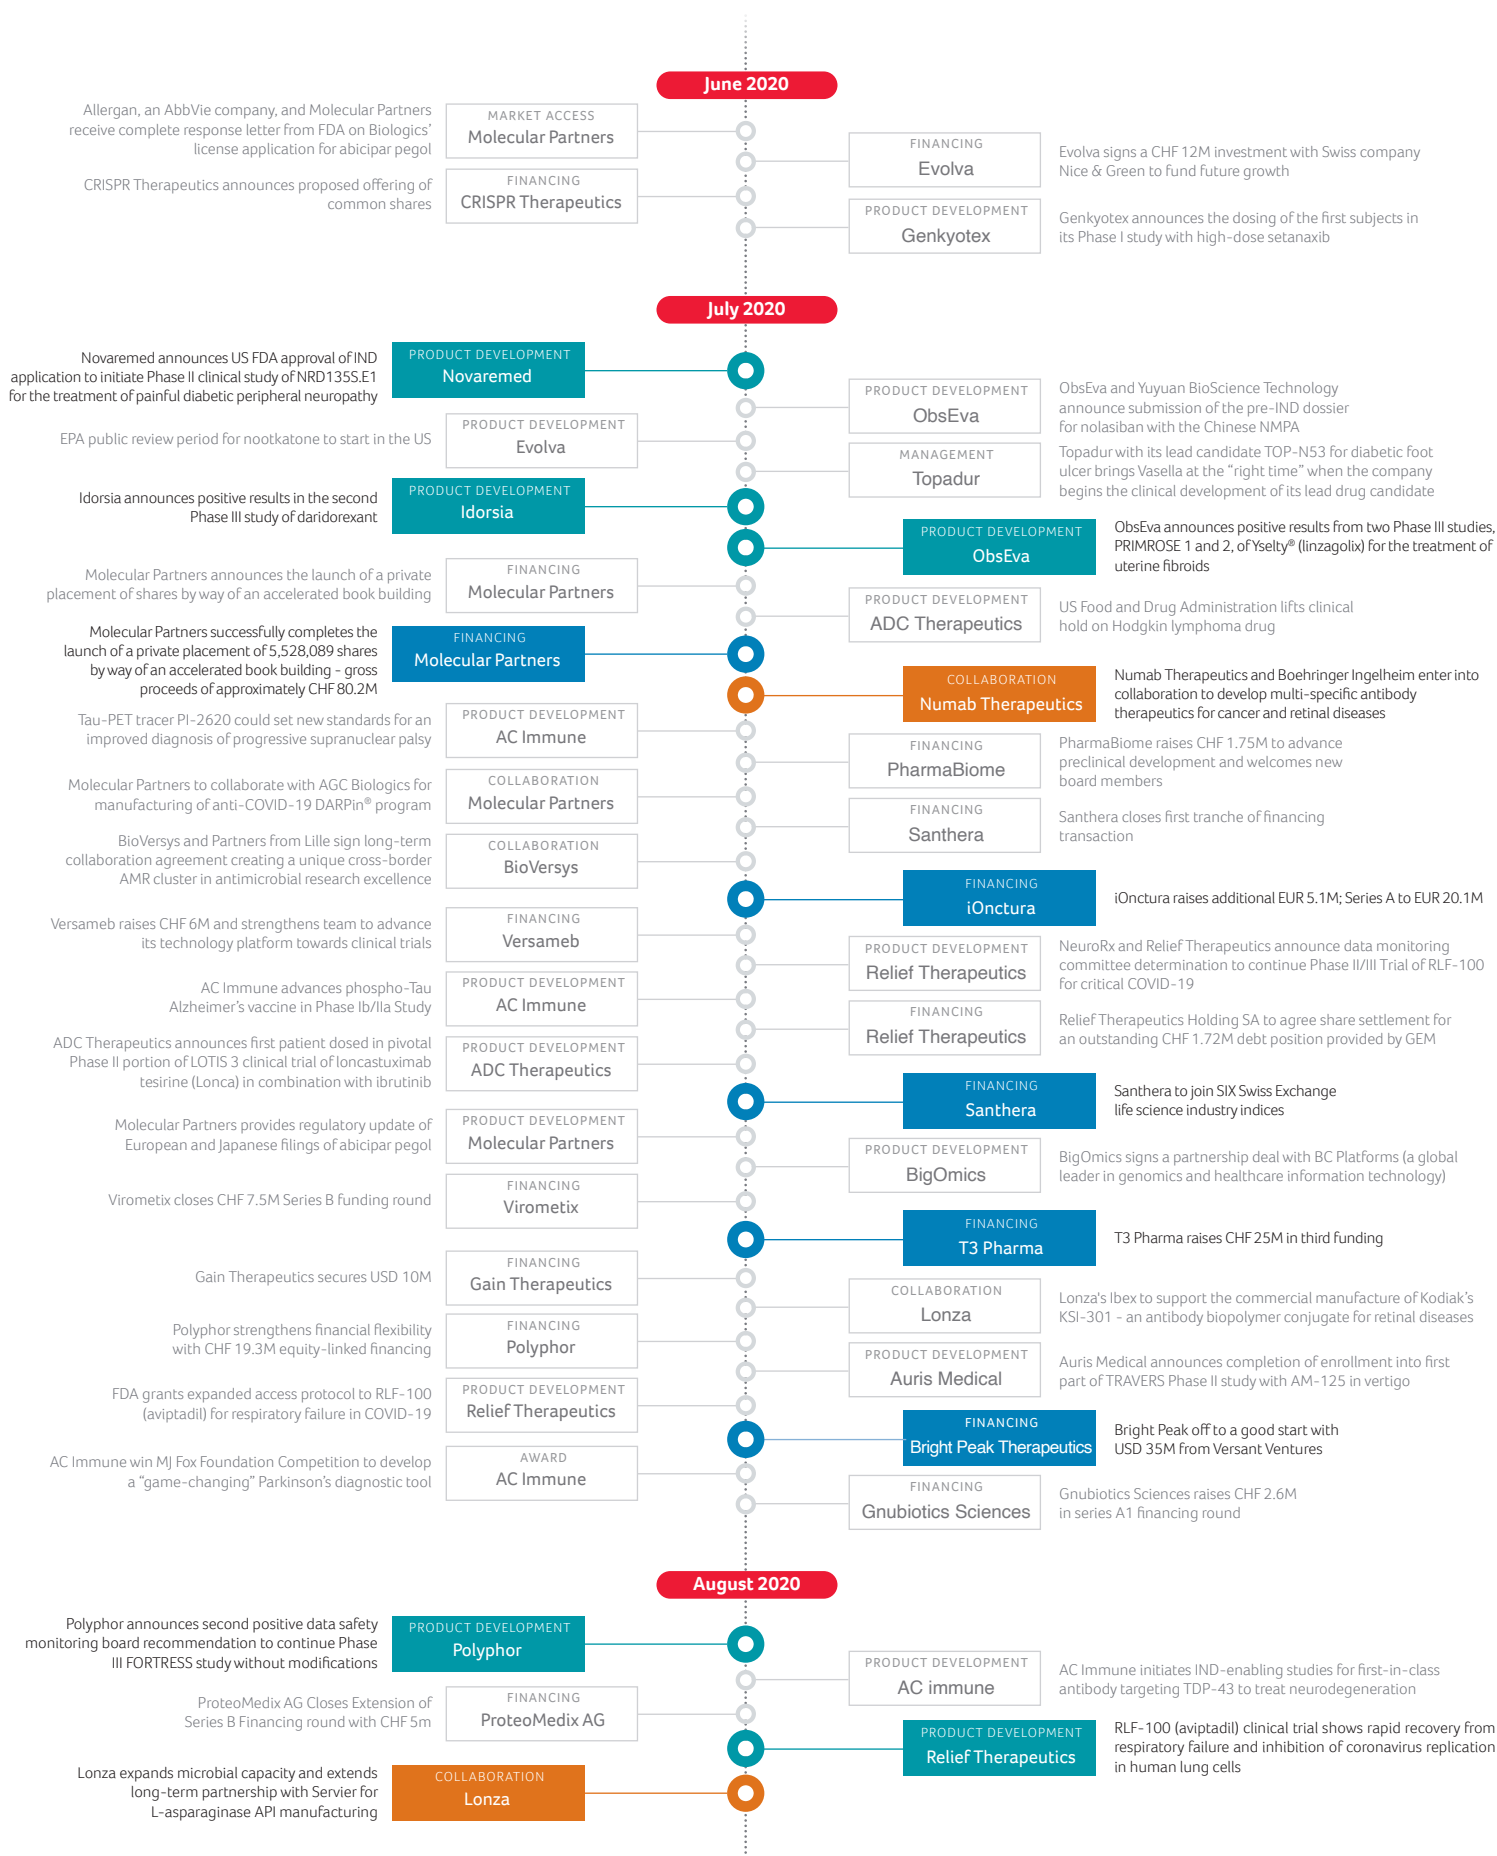 June 2020
Allergan, an AbbVie company, and Molecular Partners
receive complete response letter from FDA on Biologics'
license application for abicipar pegol
MARKET ACCESS
Molecular Partners
FINANCING
Evolva
Evolva signs a CHF 12M investment with Swiss company
Nice & Green to fund future growth
CRISPR Therapeutics announces proposed offering of
common shares
FINANCING
CRISPR Therapeutics
PRODUCT DEVELOPMENT
Genkyotex
Genkyotex announces the dosing of the first subjects in
its Phase I study with high-dose setanaxib
July 2020
Novaremed announces US FDA approval of IND
application to initiate Phase II clinical study of NRD135S.E1
for the treatment of painful diabetic peripheral neuropathy
PRODUCT DEVELOPMENT
Novaremed
PRODUCT DEVELOPMENT
ObsEva
ObsEva and Yuyuan BioScience Technology
announce submission of the pre-IND dossier
for nolasiban with the Chinese NMPA
EPA public review period for nootkatone to start in the US
PRODUCT DEVELOPMENT
Evolva
MANAGEMENT
Topadur
Topadur with its lead candidate TOP-N53 for diabetic foot
ulcer brings Vasella at the "right time" when the company
begins the clinical development of its lead drug candidate
Idorsia announces positive results in the second
Phase III study of daridorexant
PRODUCT DEVELOPMENT
Idorsia
PRODUCT DEVELOPMENT
ObsEva
ObsEva announces positive results from two Phase III studies,
PRIMROSE 1 and 2, of Yselty® (linzagolix) for the treatment of
uterine fibroids
Molecular Partners announces the launch of a private
placement of shares by way of an accelerated book building
FINANCING
Molecular Partners
PRODUCT DEVELOPMENT
ADC Therapeutics
US Food and Drug Administration lifts clinical
hold on Hodgkin lymphoma drug
Molecular Partners successfully completes the
launch of a private placement of 5,528,089 shares
by way of an accelerated book building - gross
proceeds of approximately CHF 80.2M
FINANCING
Molecular Partners
COLLABORATION
Numab Therapeutics
Numab Therapeutics and Boehringer Ingelheim enter into
collaboration to develop multi-specific antibody
therapeutics for cancer and retinal diseases
Tau-PET tracer PI-2620 could set new standards for an
improved diagnosis of progressive supranuclear palsy
PRODUCT DEVELOPMENT
AC Immune
FINANCING
PharmaBiome
PharmaBiome raises CHF 1.75M to advance
preclinical development and welcomes new
board members
Molecular Partners to collaborate with AGC Biologics for
manufacturing of anti-COVID-19 DARPin® program
COLLABORATION
Molecular Partners
FINANCING
Santhera
Santhera closes first tranche of financing
transaction
BioVersys and Partners from Lille sign long-term
collaboration agreement creating a unique cross-border
AMR cluster in antimicrobial research excellence
COLLABORATION
BioVersys
FINANCING
iOnctura
iOnctura raises additional EUR 5.1M; Series A to EUR 20.1M
Versameb raises CHF 6M and strengthens team to advance
its technology platform towards clinical trials
FINANCING
Versameb
PRODUCT DEVELOPMENT
Relief Therapeutics
NeuroRx and Relief Therapeutics announce data monitoring
committee determination to continue Phase II/III Trial of RLF-100
for critical COVID-19
AC Immune advances phospho-Tau
Alzheimer's vaccine in Phase Ib/IIa Study
PRODUCT DEVELOPMENT
AC Immune
FINANCING
Relief Therapeutics
Relief Therapeutics Holding SA to agree share settlement for
an outstanding CHF 1.72M debt position provided by GEM
ADC Therapeutics announces first patient dosed in pivotal
Phase II portion of LOTIS 3 clinical trial of loncastuximab
tesirine (Lonca) in combination with ibrutinib
PRODUCT DEVELOPMENT
ADC Therapeutics
FINANCING
Santhera
Santhera to join SIX Swiss Exchange
life science industry indices
Molecular Partners provides regulatory update of
European and Japanese filings of abicipar pegol
PRODUCT DEVELOPMENT
Molecular Partners
PRODUCT DEVELOPMENT
BigOmics
BigOmics signs a partnership deal with BC Platforms (a global
leader in genomics and healthcare information technology)
Virometix closes CHF 7.5M Series B funding round
FINANCING
Virometix
FINANCING
T3 Pharma
T3 Pharma raises CHF 25M in third funding
Gain Therapeutics secures USD 10M
FINANCING
Gain Therapeutics
COLLABORATION
Lonza
Lonza's Ibex to support the commercial manufacture of Kodiak's
KSI-301 - an antibody biopolymer conjugate for retinal diseases
Polyphor strengthens financial flexibility
with CHF 19.3M equity-linked financing
FINANCING
Polyphor
PRODUCT DEVELOPMENT
Auris Medical
Auris Medical announces completion of enrollment into first
part of TRAVERS Phase II study with AM-125 in vertigo
FDA grants expanded access protocol to RLF-100
(aviptadil) for respiratory failure in COVID-19
PRODUCT DEVELOPMENT
Relief Therapeutics
FINANCING
Bright Peak Therapeutics
Bright Peak off to a good start with
USD 35M from Versant Ventures
AC Immune win MJ Fox Foundation Competition to develop
a "game-changing" Parkinson's diagnostic tool
AWARD
AC Immune
FINANCING
Gnubiotics Sciences
Gnubiotics Sciences raises CHF 2.6M
in series A1 financing round
August 2020
Polyphor announces second positive data safety
monitoring board recommendation to continue Phase
III FORTRESS study without modifications
PRODUCT DEVELOPMENT
Polyphor
PRODUCT DEVELOPMENT
AC immune
AC Immune initiates IND-enabling studies for first-in-class
antibody targeting TDP-43 to treat neurodegeneration
ProteoMedix AG Closes Extension of
Series B Financing round with CHF 5m
FINANCING
ProteoMedix AG
PRODUCT DEVELOPMENT
Relief Therapeutics
RLF-100 (aviptadil) clinical trial shows rapid recovery from
respiratory failure and inhibition of coronavirus replication
in human lung cells
Lonza expands microbial capacity and extends
long-term partnership with Servier for
L-asparaginase API manufacturing
COLLABORATION
Lonza